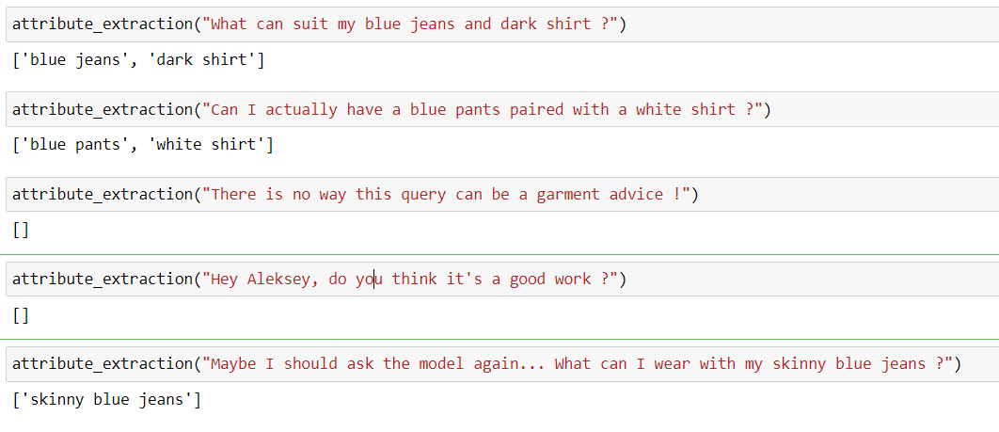 attribute_extraction("What can suit my blue jeans and dark shirt ?")
['blue jeans', 'dark shirt']
attribute_extraction("Can I actually have a blue pants paired with a white shirt ?")
['blue pants', 'white shirt']
attribute_extraction("There is no way this query can be a garment advice !")
[]
attribute_extraction("Hey Aleksey, do you think it's a good work ?")
[]
attribute_extraction("Maybe I should ask the model again... What can I wear with my skinny blue jeans ?")
['skinny blue jeans']